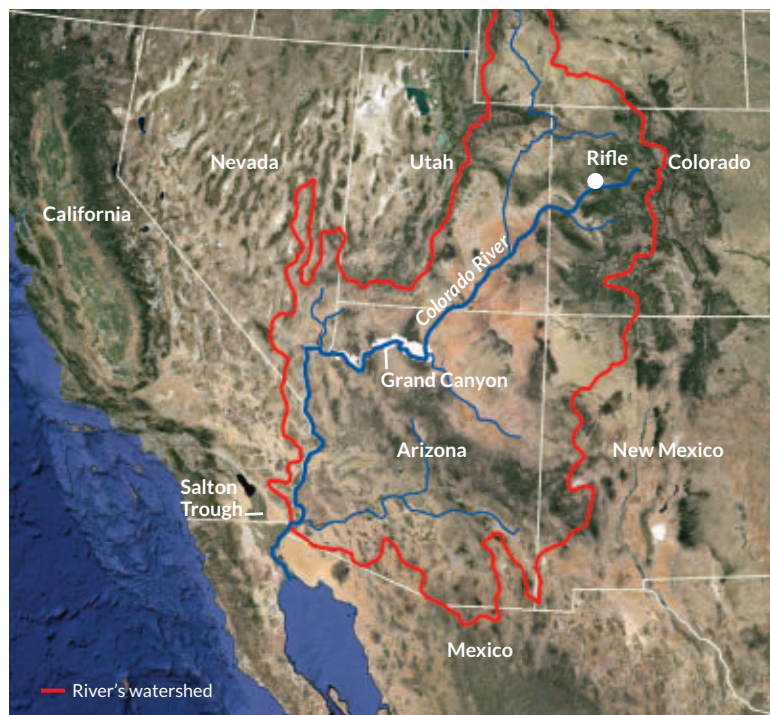 Rifle
Nevada
Utah
Colorado
California
Colorado River
Grand Canyon
Arizona
New Mexico
Salton
Trough
Mexico
River's watershed